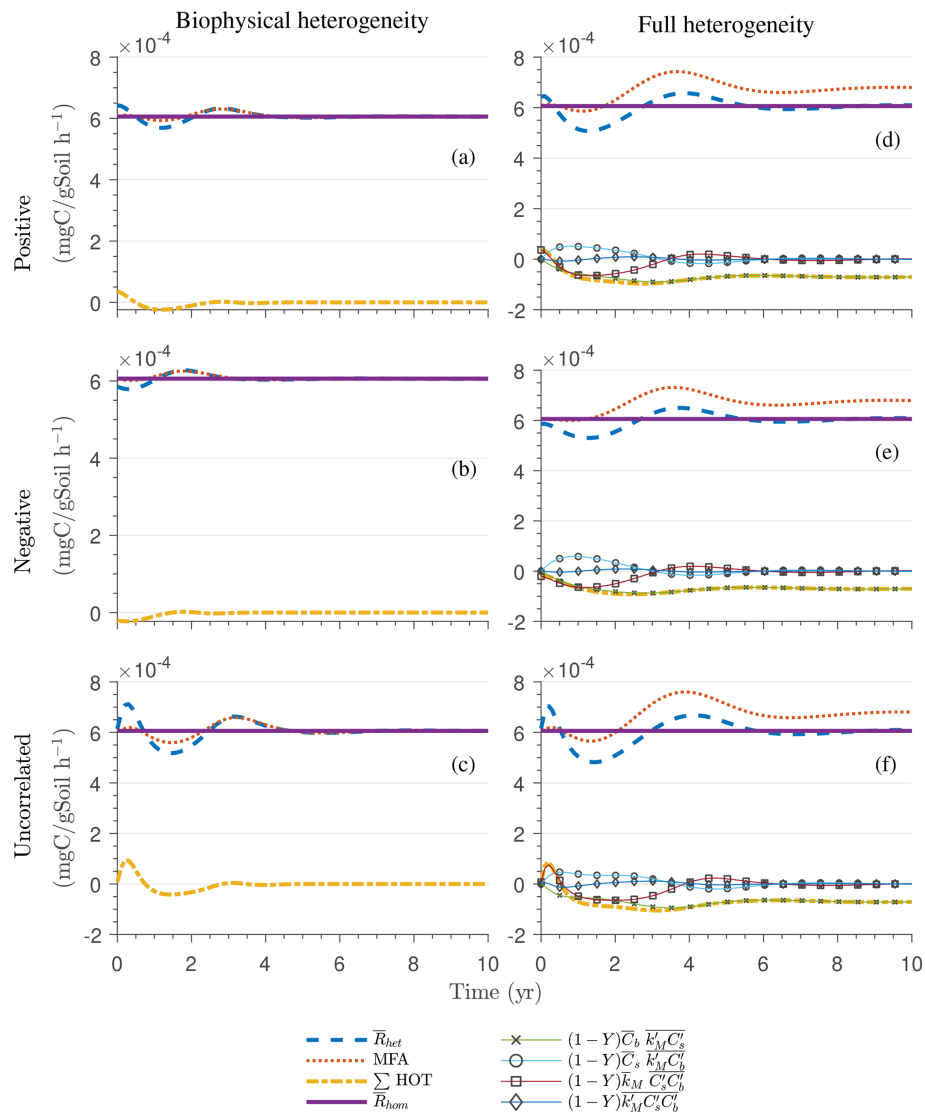 Biophysical heterogeneity
Full heterogeneity
×10⁻⁴
8
6
4
2
0
(a)
Positive
(mgC/gSoil h⁻¹)
×10⁻⁴
8
6
4
2
0
-2
(d)
×10⁻⁴
6
4
2
0
(b)
Negative
(mgC/gSoil h⁻¹)
×10⁻⁴
8
6
4
2
0
-2
(e)
×10⁻⁴
8
6
4
2
0
-2
(c)
Uncorrelated
(mgC/gSoil h⁻¹)
0 2 4 6 8 10
×10⁻⁴
8
6
4
2
0
-2
(f)
0 2 4 6 8 10
Time (yr)
R̅_het
MFA
∑ HOT
R̅_hom
(1 − Y)C̅_b \overline{k′_M C′_s}
(1 − Y)C̅_s \overline{k′_M C′_b}
(1 − Y)k̅_M \overline{C′_s C′_b}
(1 − Y)\overline{k′_M C′_s C′_b}